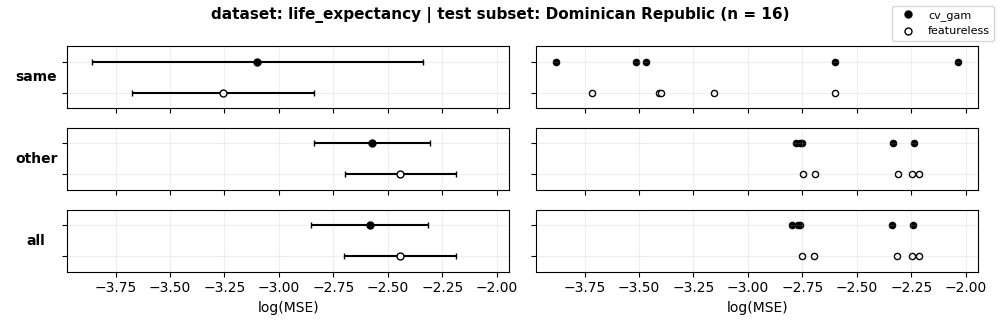 dataset: life_expectancy | test subset: Dominican Republic (n = 16)
cv_gam
featureless
same
other
all
−3.75 −3.50 −3.25 −3.00 −2.75 −2.50 −2.25 −2.00
−3.75 −3.50 −3.25 −3.00 −2.75 −2.50 −2.25 −2.00
log(MSE)
log(MSE)